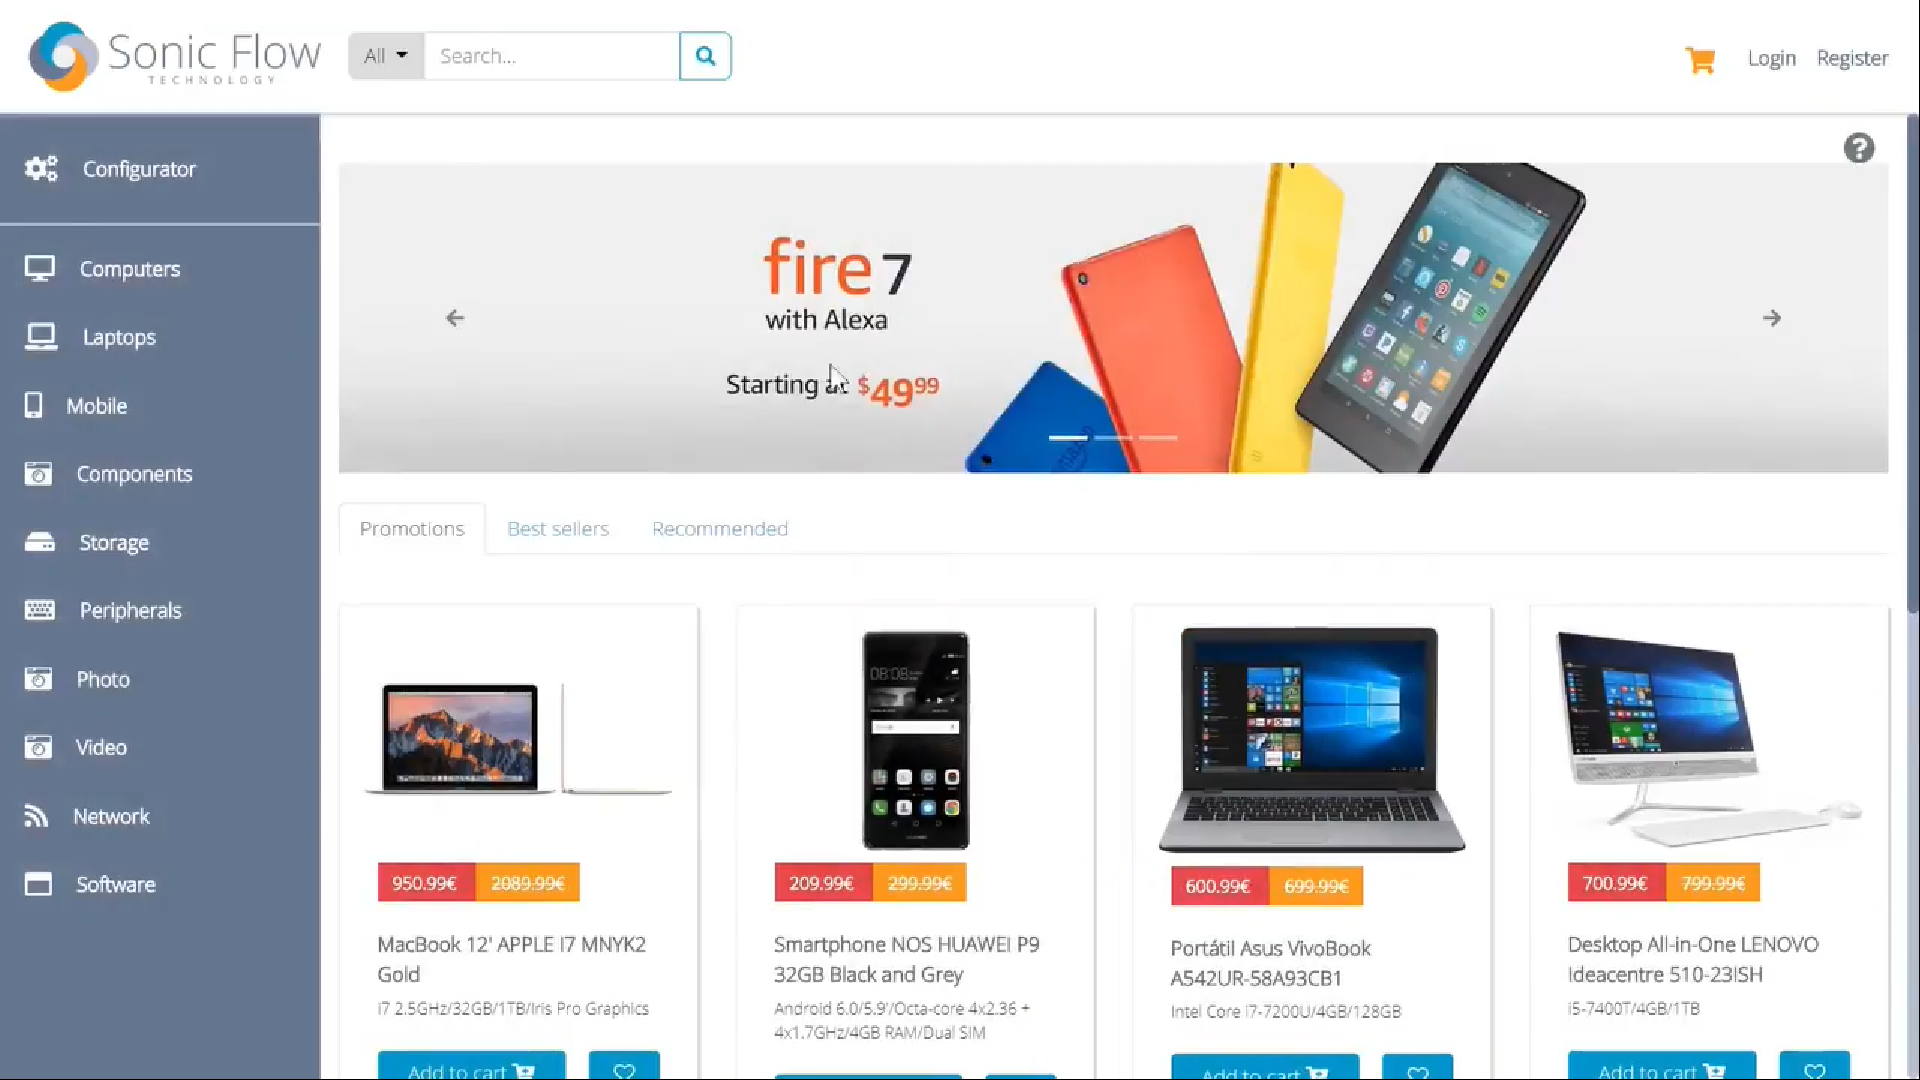 Sonic Flow
TECHNOLOGY
All
Search...
Login
Register
Configurator
Computers
Laptops
Mobile
Components
Storage
Peripherals
Photo
Video
Network
Software
?
fire 7
with Alexa
Starting at $49.99
amazon
Promotions
Best sellers
Recommended
950.99€ 2089.99€
MacBook 12' APPLE I7 MNYK2
Gold
i7 2.5GHz/32GB/1TB/Iris Pro Graphics
Add to cart
08:08
209.99€ 299.99€
Smartphone NOS HUAWEI P9
32GB Black and Grey
Android 6.0/5.9'/Octa-core 4x2.36 +
4x1.7GHz/4GB RAM/Dual SIM
600.99€ 699.99€
Portátil Asus VivoBook
A542UR-58A93CB1
Intel Core i7-7200U/4GB/128GB
Add to cart
700.99€ 799.99€
Desktop All-in-One LENOVO
Ideacentre 510-23ISH
i5-7400T/4GB/1TB
Add to cart